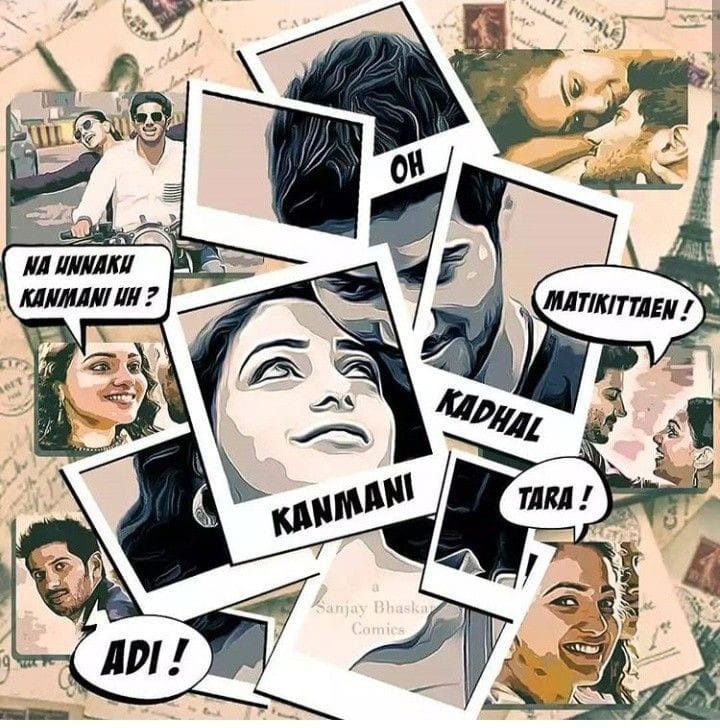 OH
NA UNNAKU
KANMANI UH ?
MATIKITTAEN !
KADHAL
KANMANI
TARA !
a
Sanjay Bhaskar
Comics
ADI !